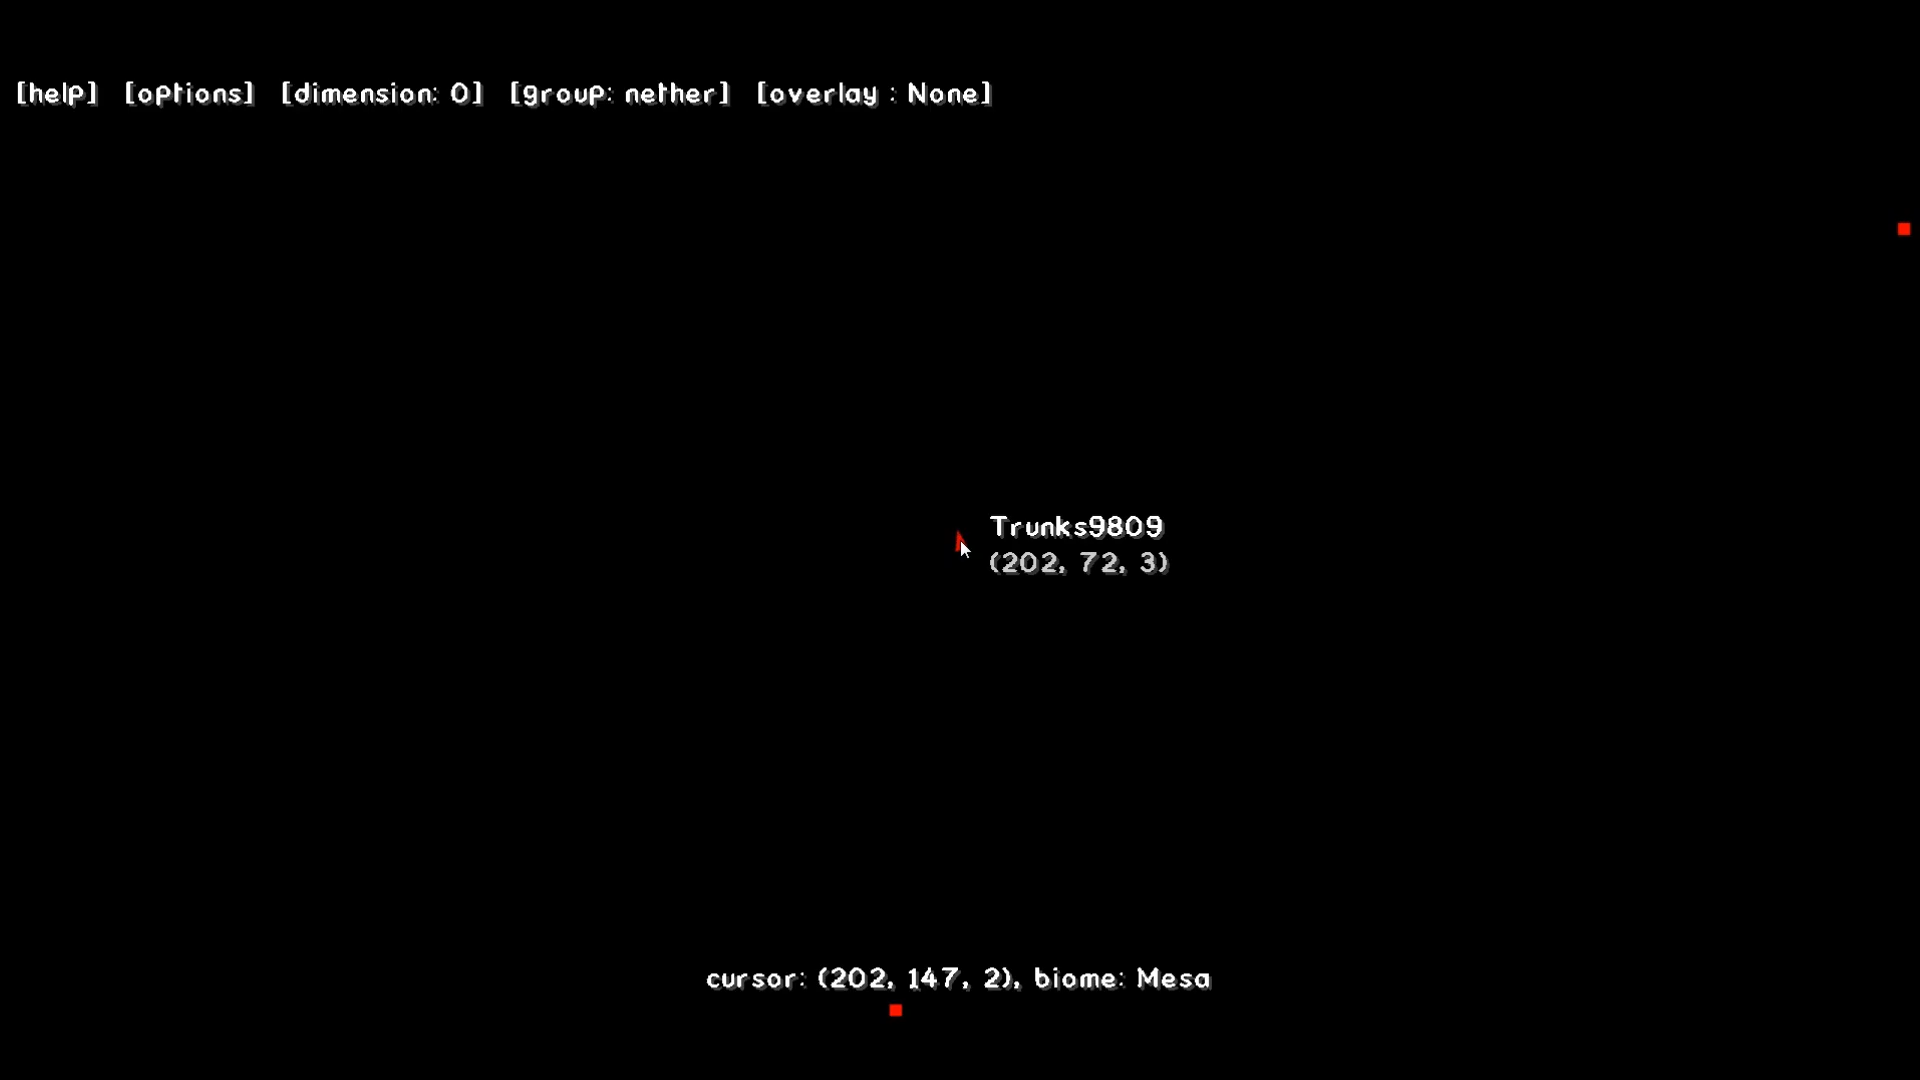 [help] [options] [dimension: 0] [group: nether] [overlay : None]
Trunks9809
(202, 72, 3)
cursor: (202, 147, 2), biome: Mesa